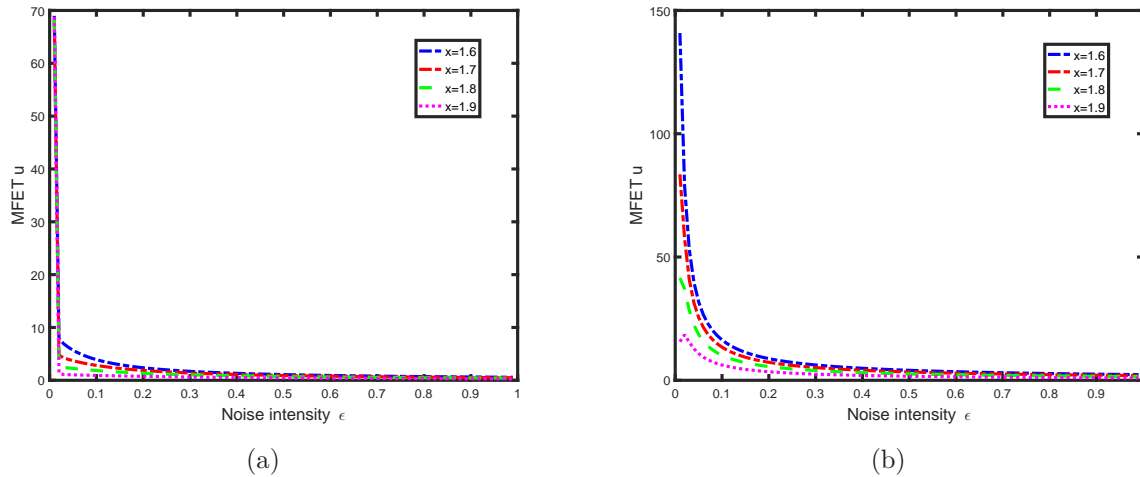 70
60
50
40
30
20
10
0
MFET u
0 0.1 0.2 0.3 0.4 0.5 0.6 0.7 0.8 0.9 1
Noise intensity ϵ
x=1.6
x=1.7
x=1.8
x=1.9
(a)
150
100
50
0
MFET u
0 0.1 0.2 0.3 0.4 0.5 0.6 0.7 0.8 0.9
Noise intensity ϵ
x=1.6
x=1.7
x=1.8
x=1.9
(b)